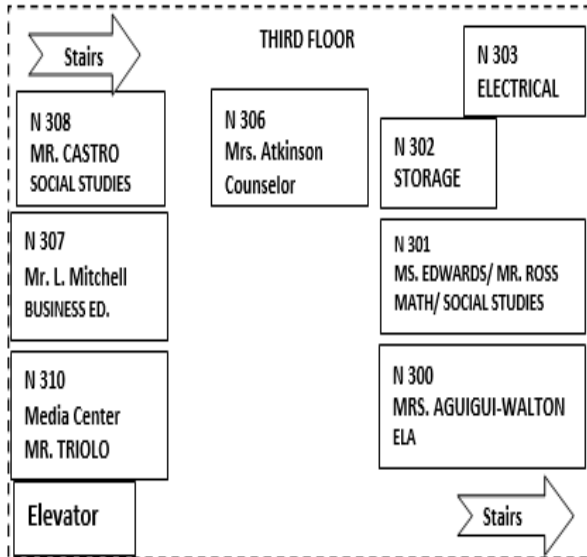 Stairs
THIRD FLOOR
N 303
ELECTRICAL
N 308
MR. CASTRO
SOCIAL STUDIES
N 306
Mrs. Atkinson
Counselor
N 302
STORAGE
N 307
Mr. L. Mitchell
BUSINESS ED.
N 301
MS. EDWARDS/ MR. ROSS
MATH/ SOCIAL STUDIES
N 310
Media Center
MR. TRIOLO
N 300
MRS. AGUIGUI-WALTON
ELA
Elevator
Stairs